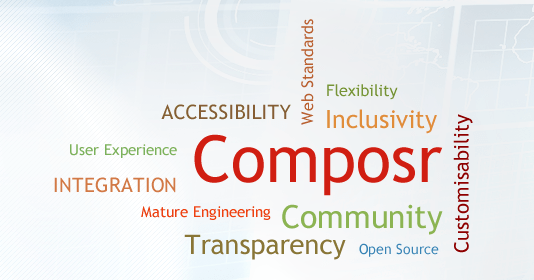 Web Standards
Flexibility
ACCESSIBILITY
Inclusivity
User Experience
Composr
Customisability
INTEGRATION
Mature Engineering
Community
Transparency
Open Source